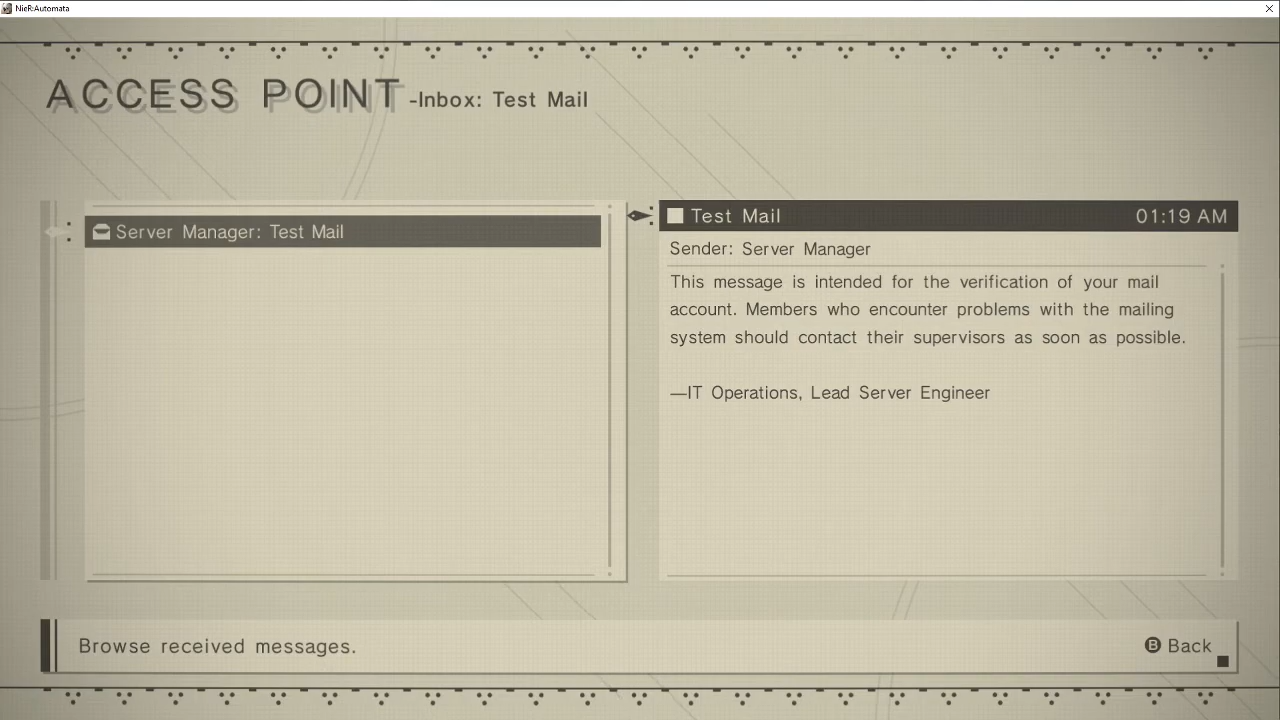 NieR:Automata
ACCESS POINT -Inbox: Test Mail
Server Manager: Test Mail
Test Mail 01:19 AM
Sender: Server Manager
This message is intended for the verification of your mail
account. Members who encounter problems with the mailing
system should contact their supervisors as soon as possible.
—IT Operations, Lead Server Engineer
Browse received messages.
B Back